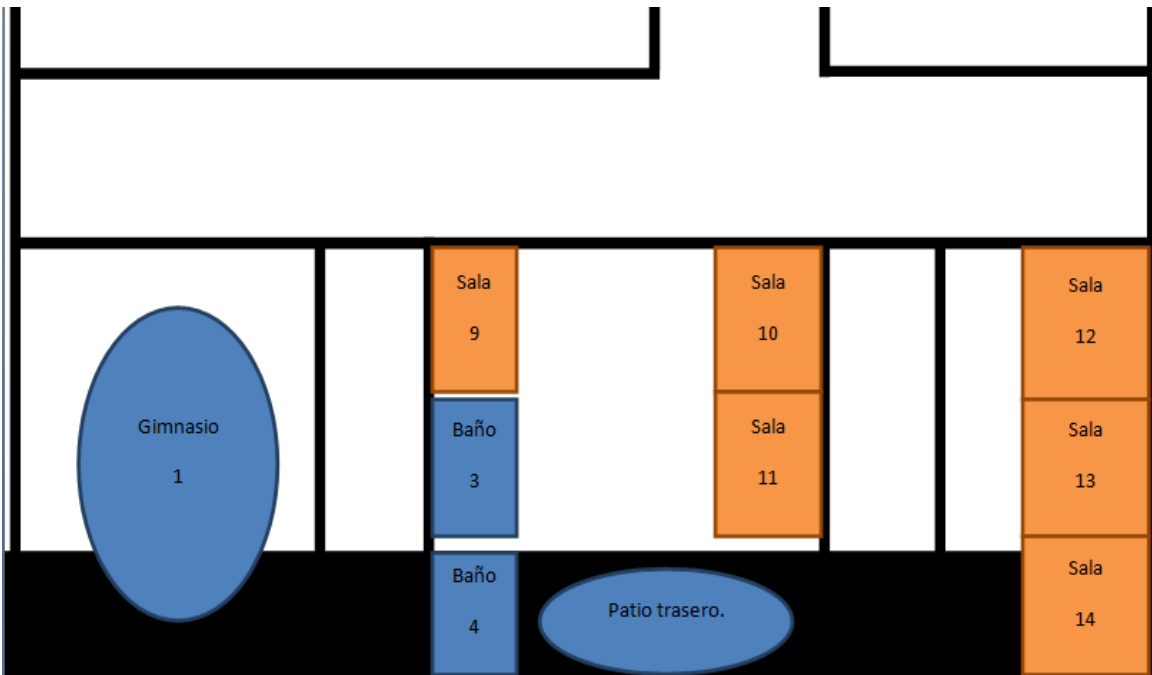 Sala
9
Sala
10
Sala
12
Gimnasio
1
Baño
3
Sala
11
Sala
13
Baño
4
Patio trasero.
Sala
14